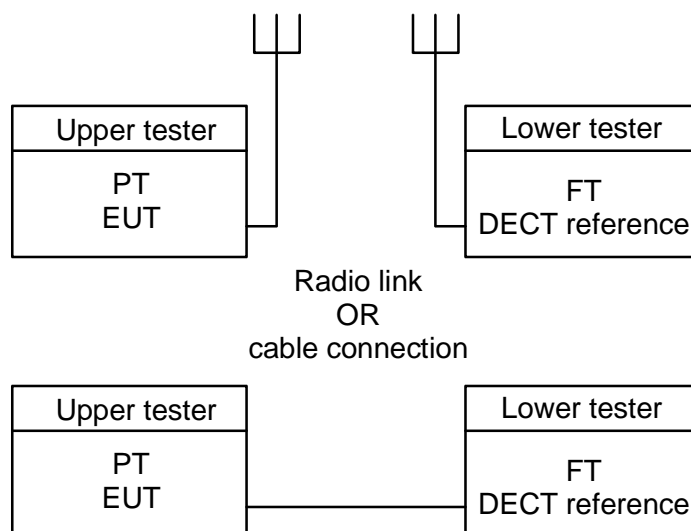 Upper tester
PT
EUT
Lower tester
FT
DECT reference
Radio link
OR
cable connection
Upper tester
PT
EUT
Lower tester
FT
DECT reference